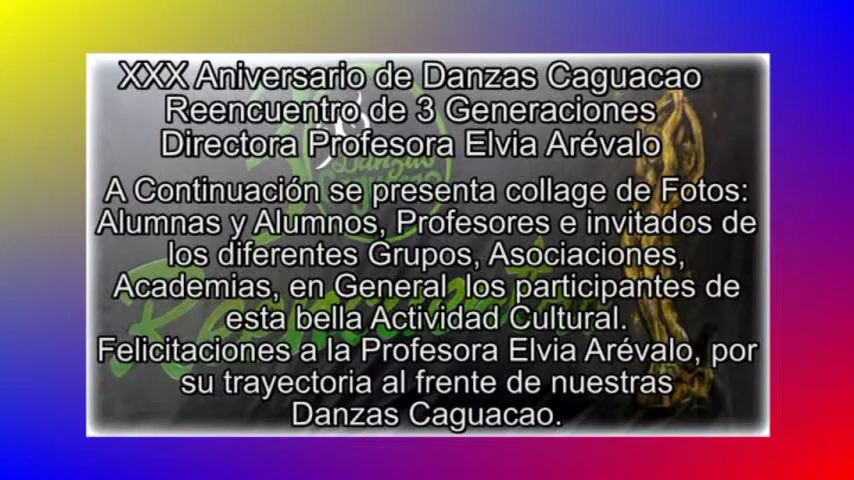 XXX Aniversario de Danzas Caguacao
Reencuentro de 3 Generaciones
Directora Profesora Elvia Arévalo
A Continuación se presenta collage de Fotos:
Alumnas y Alumnos, Profesores e invitados de
los diferentes Grupos, Asociaciones,
Academias, en General los participantes de
esta bella Actividad Cultural.
Felicitaciones a la Profesora Elvia Arévalo, por
su trayectoria al frente de nuestras
Danzas Caguacao.